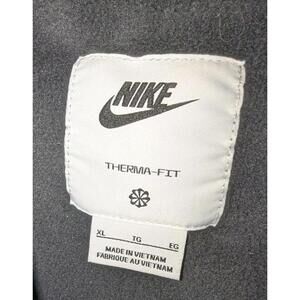 NIKE
THERMA-FIT
XL TG EG
MADE IN VIETNAM
FABRIQUÉ AU VIETNAM